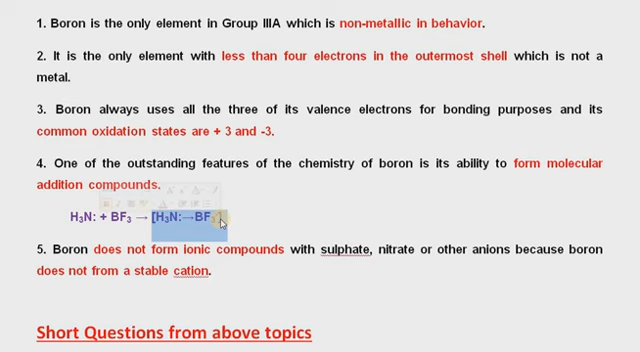 1. Boron is the only element in Group IIIA which is non-metallic in behavior.
2. It is the only element with less than four electrons in the outermost shell which is not a
metal.
3. Boron always uses all the three of its valence electrons for bonding purposes and its
common oxidation states are + 3 and -3.
4. One of the outstanding features of the chemistry of boron is its ability to form molecular
addition compounds.
H₃N: + BF₃ → [H₃N:→BF₃]
5. Boron does not form ionic compounds with sulphate, nitrate or other anions because boron
does not from a stable cation.
Short Questions from above topics